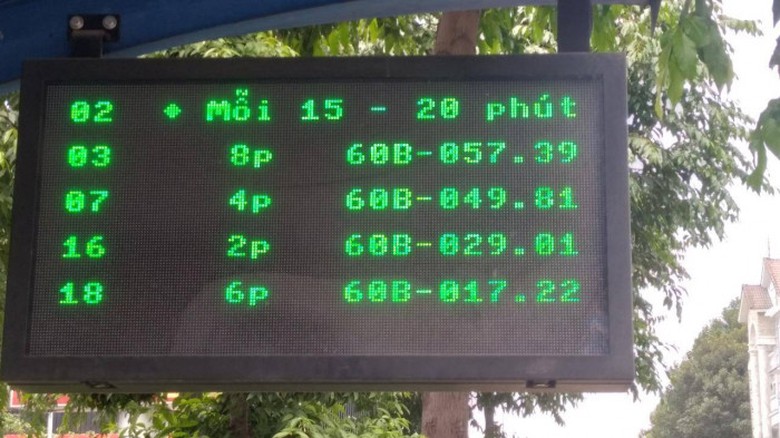 02 Mỗi 15 - 20 phút
03 8p 60B-057.39
07 4p 60B-049.81
16 2p 60B-029.01
18 6p 60B-017.22